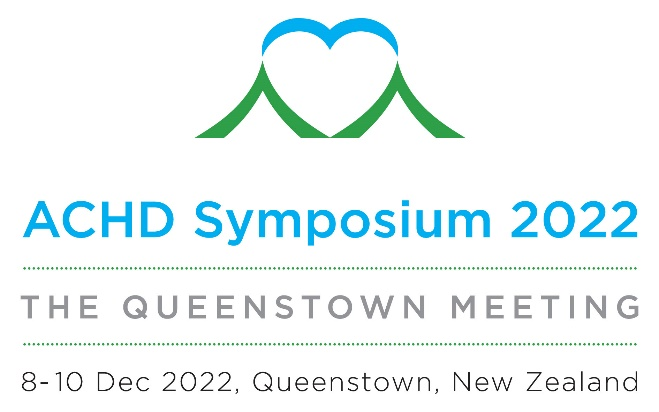 ACHD Symposium 2022
THE QUEENSTOWN MEETING
8-10 Dec 2022, Queenstown, New Zealand